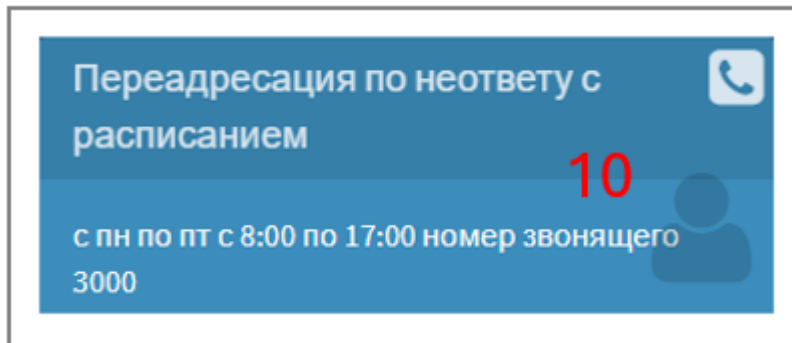 Переадресация по неответу с
расписанием
10
с пн по пт с 8:00 по 17:00 номер звонящего
3000